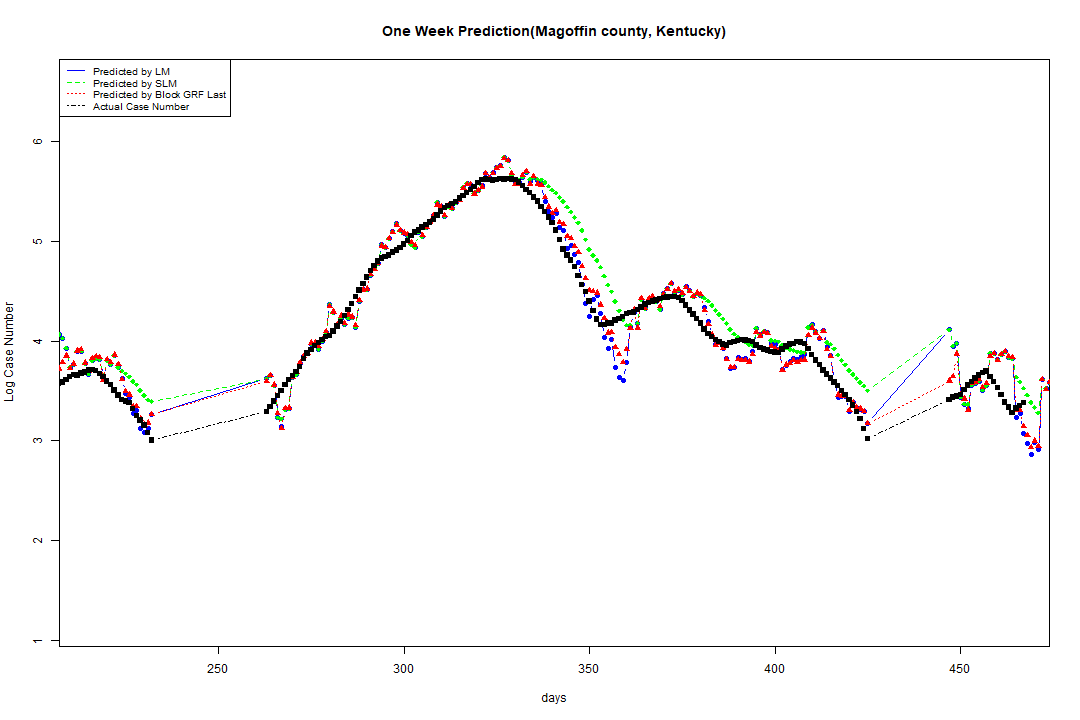 One Week Prediction(Magoffin county, Kentucky)
Predicted by LM
Predicted by SLM
Predicted by Block GRF Last
Actual Case Number
6
5
4
3
2
1
Log Case Number
250 300 350 400 450
days